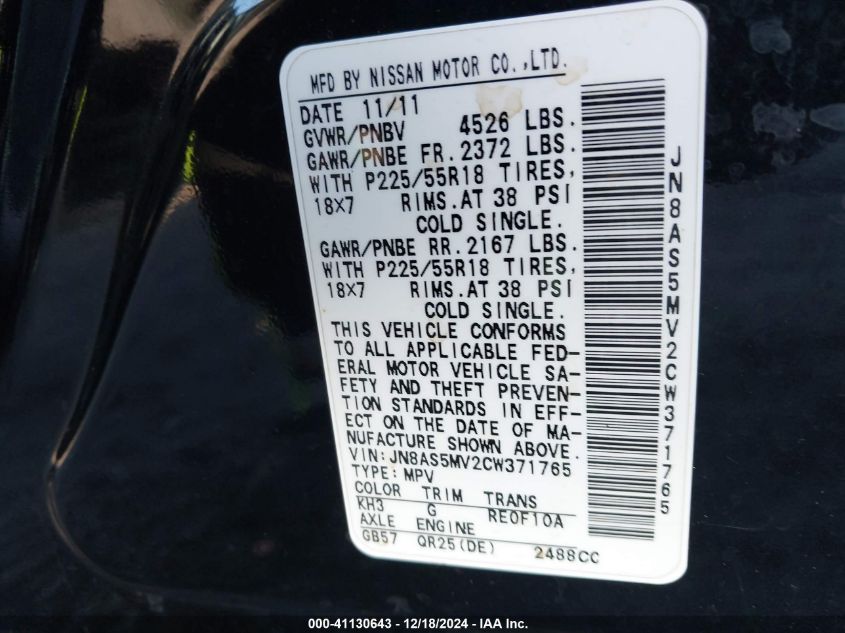 MFD BY NISSAN MOTOR CO.,LTD.
DATE 11/11
GVWR/PNBV 4526 LBS.
GAWR/PNBE FR.2372 LBS.
WITH P225/55R18 TIRES,
18X7 RIMS.AT 38 PSI
COLD SINGLE.
GAWR/PNBE RR.2167 LBS.
WITH P225/55R18 TIRES,
18X7 RIMS.AT 38 PSI
COLD SINGLE.
THIS VEHICLE CONFORMS
TO ALL APPLICABLE FED-
ERAL MOTOR VEHICLE SA-
FETY AND THEFT PREVEN-
TION STANDARDS IN EFF-
ECT ON THE DATE OF MA-
NUFACTURE SHOWN ABOVE.
VIN:JN8AS5MV2CW371765
TYPE:MPV
COLOR TRIM TRANS
KH3 G RE0F10A
AXLE ENGINE
GB57 QR25(DE) 2488CC
JN8AS5MV2CW371765
000-41130643 - 12/18/2024 - IAA Inc.